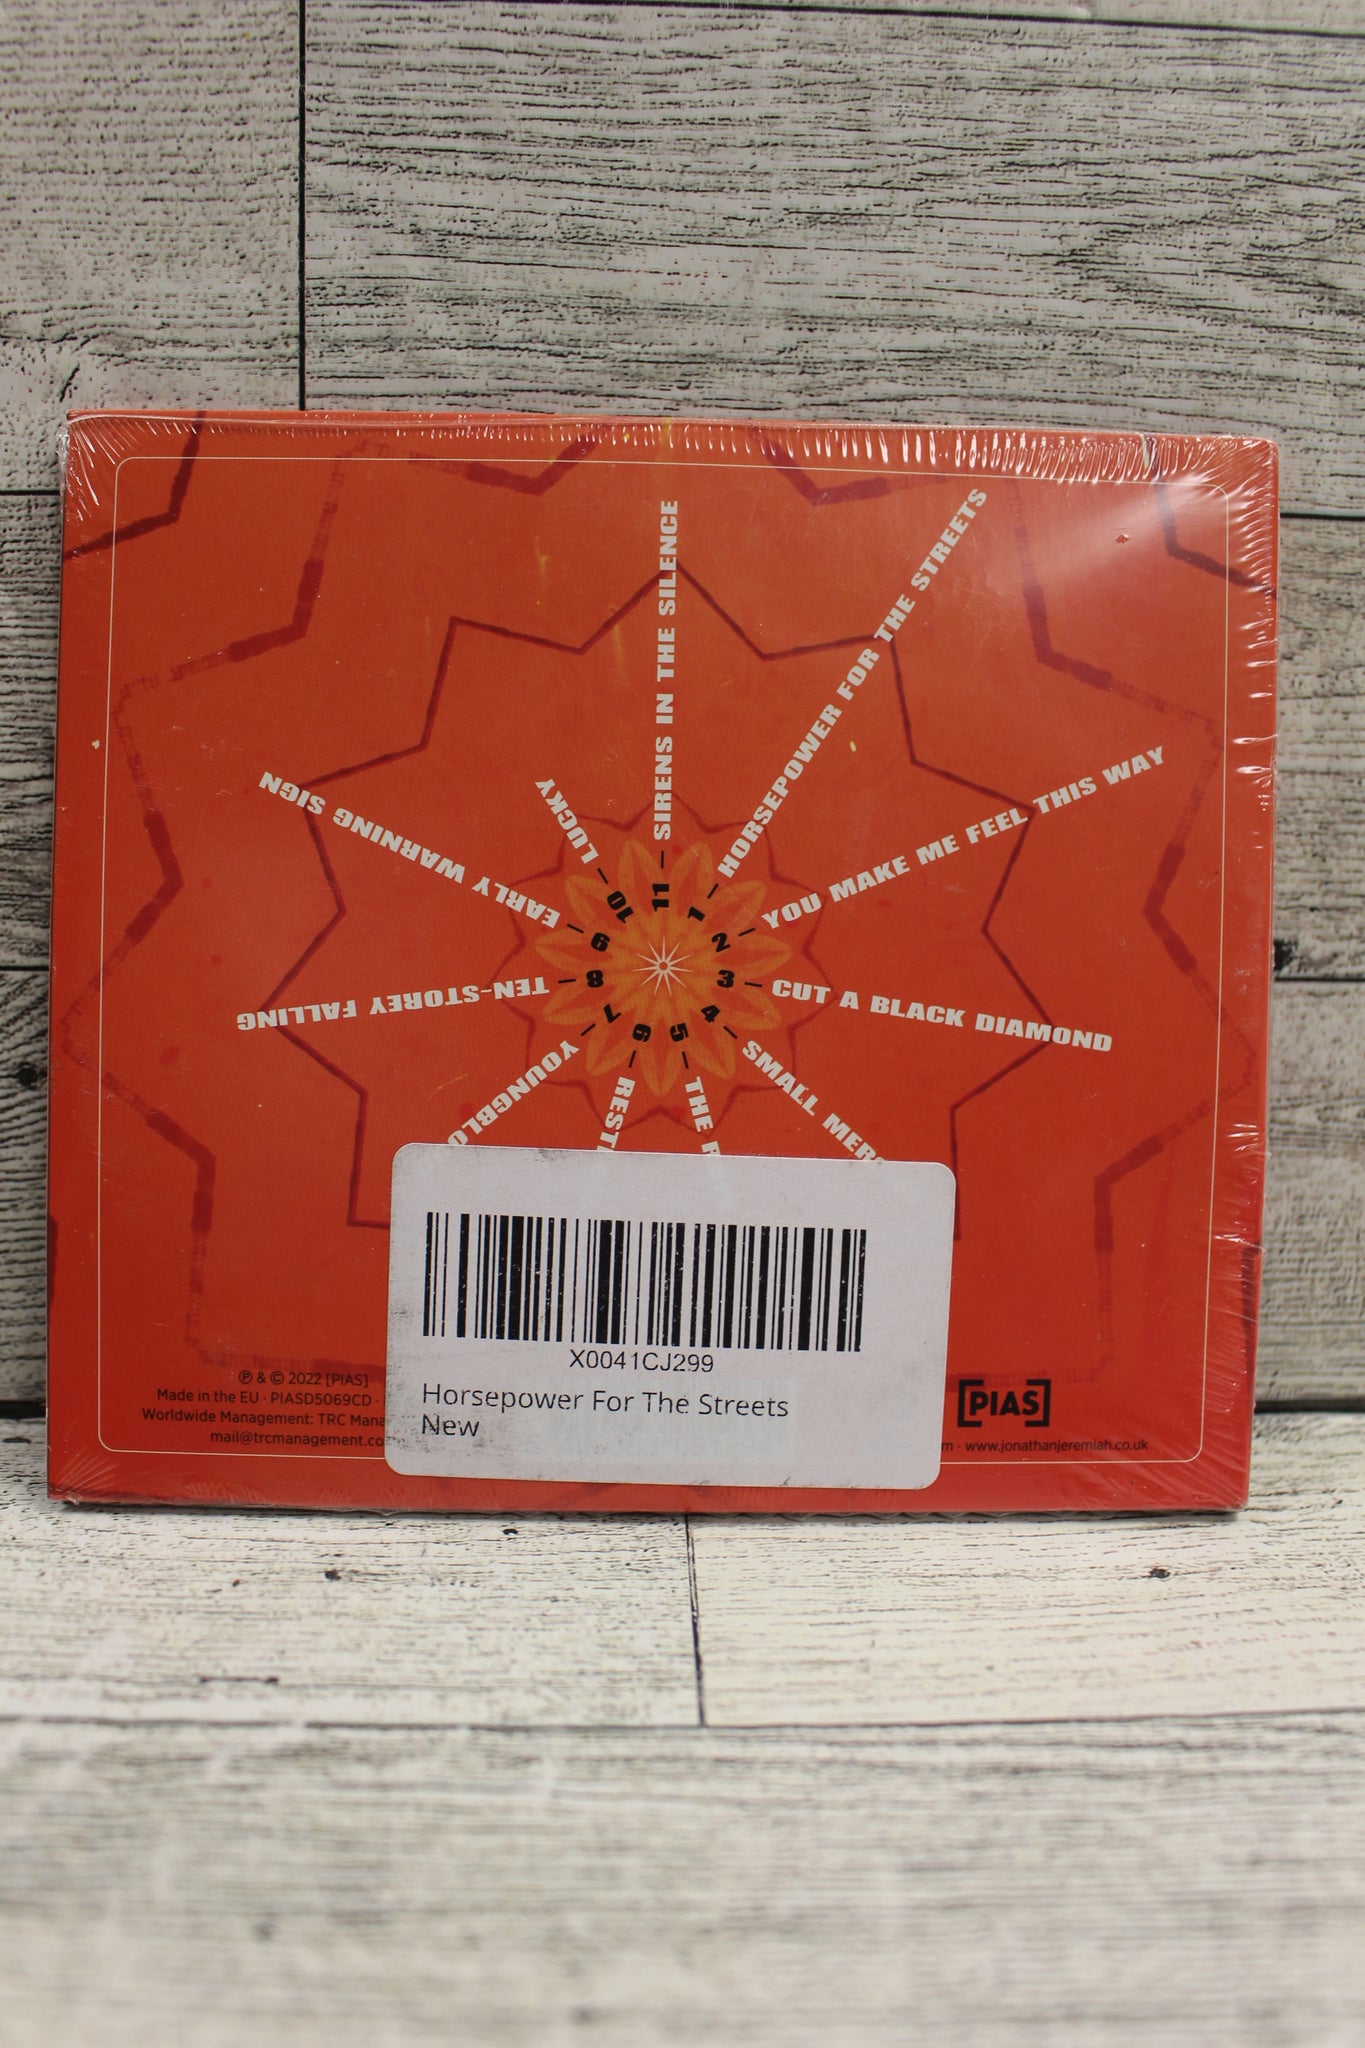 1 – HORSEPOWER FOR THE STREETS
2 – YOU MAKE ME FEEL THIS WAY
3 – CUT A BLACK DIAMOND
4 – SMALL MERC
5 – THE R
6 – REST
7 – YOUNGBLO
8 – TEN-STOREY FALLING
9 – EARLY WARNING SIGN
10 – LUCKY
11 – SIRENS IN THE SILENCE
℗ & © 2022 [PIAS]
Made in the EU · PIASD5069CD ·
Worldwide Management: TRC Mana
mail@trcmanagement.co
X0041CJ299
Horsepower For The Streets
New
[PIAS]
m · www.jonathanjeremiah.co.uk